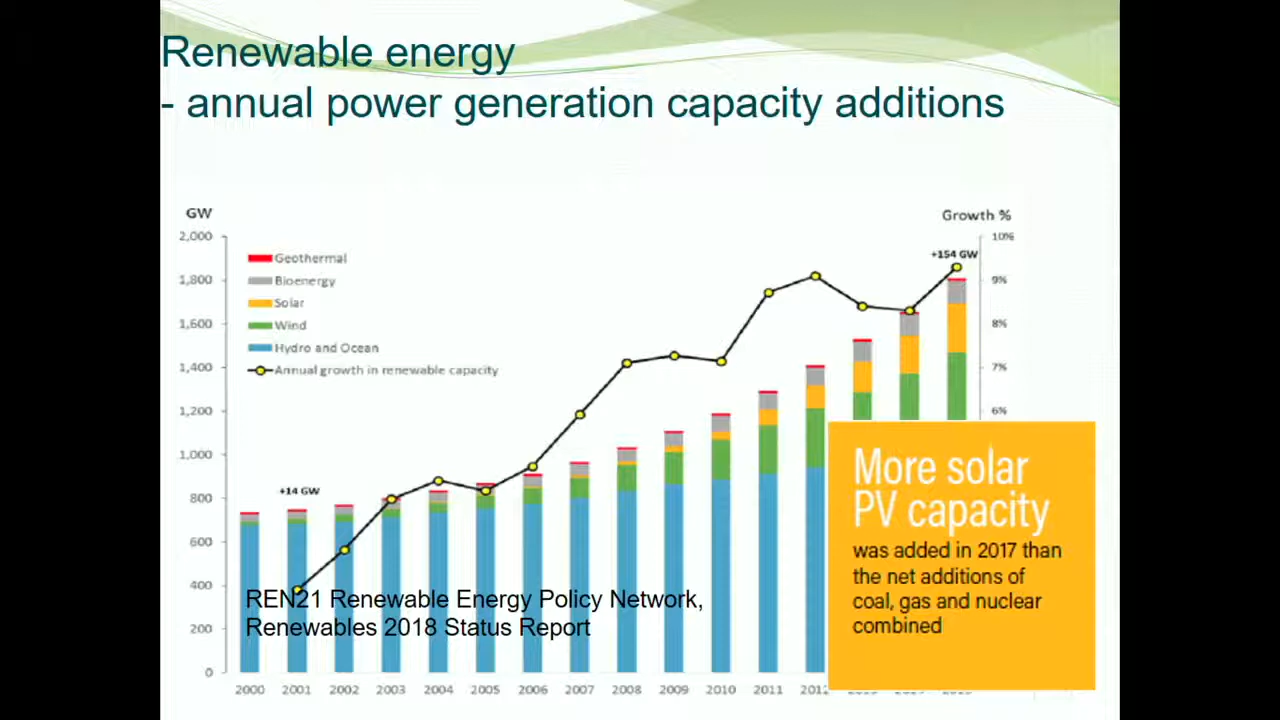 Renewable energy
- annual power generation capacity additions
GW
Growth %
2,000
1,800
1,600
1,400
1,200
1,000
800
600
400
200
0
10%
9%
8%
7%
6%
Geothermal
Bioenergy
Solar
Wind
Hydro and Ocean
Annual growth in renewable capacity
+14 GW
+154 GW
More solar
PV capacity
was added in 2017 than
the net additions of
coal, gas and nuclear
combined
REN21 Renewable Energy Policy Network,
Renewables 2018 Status Report
2000 2001 2002 2003 2004 2005 2006 2007 2008 2009 2010 2011 2012